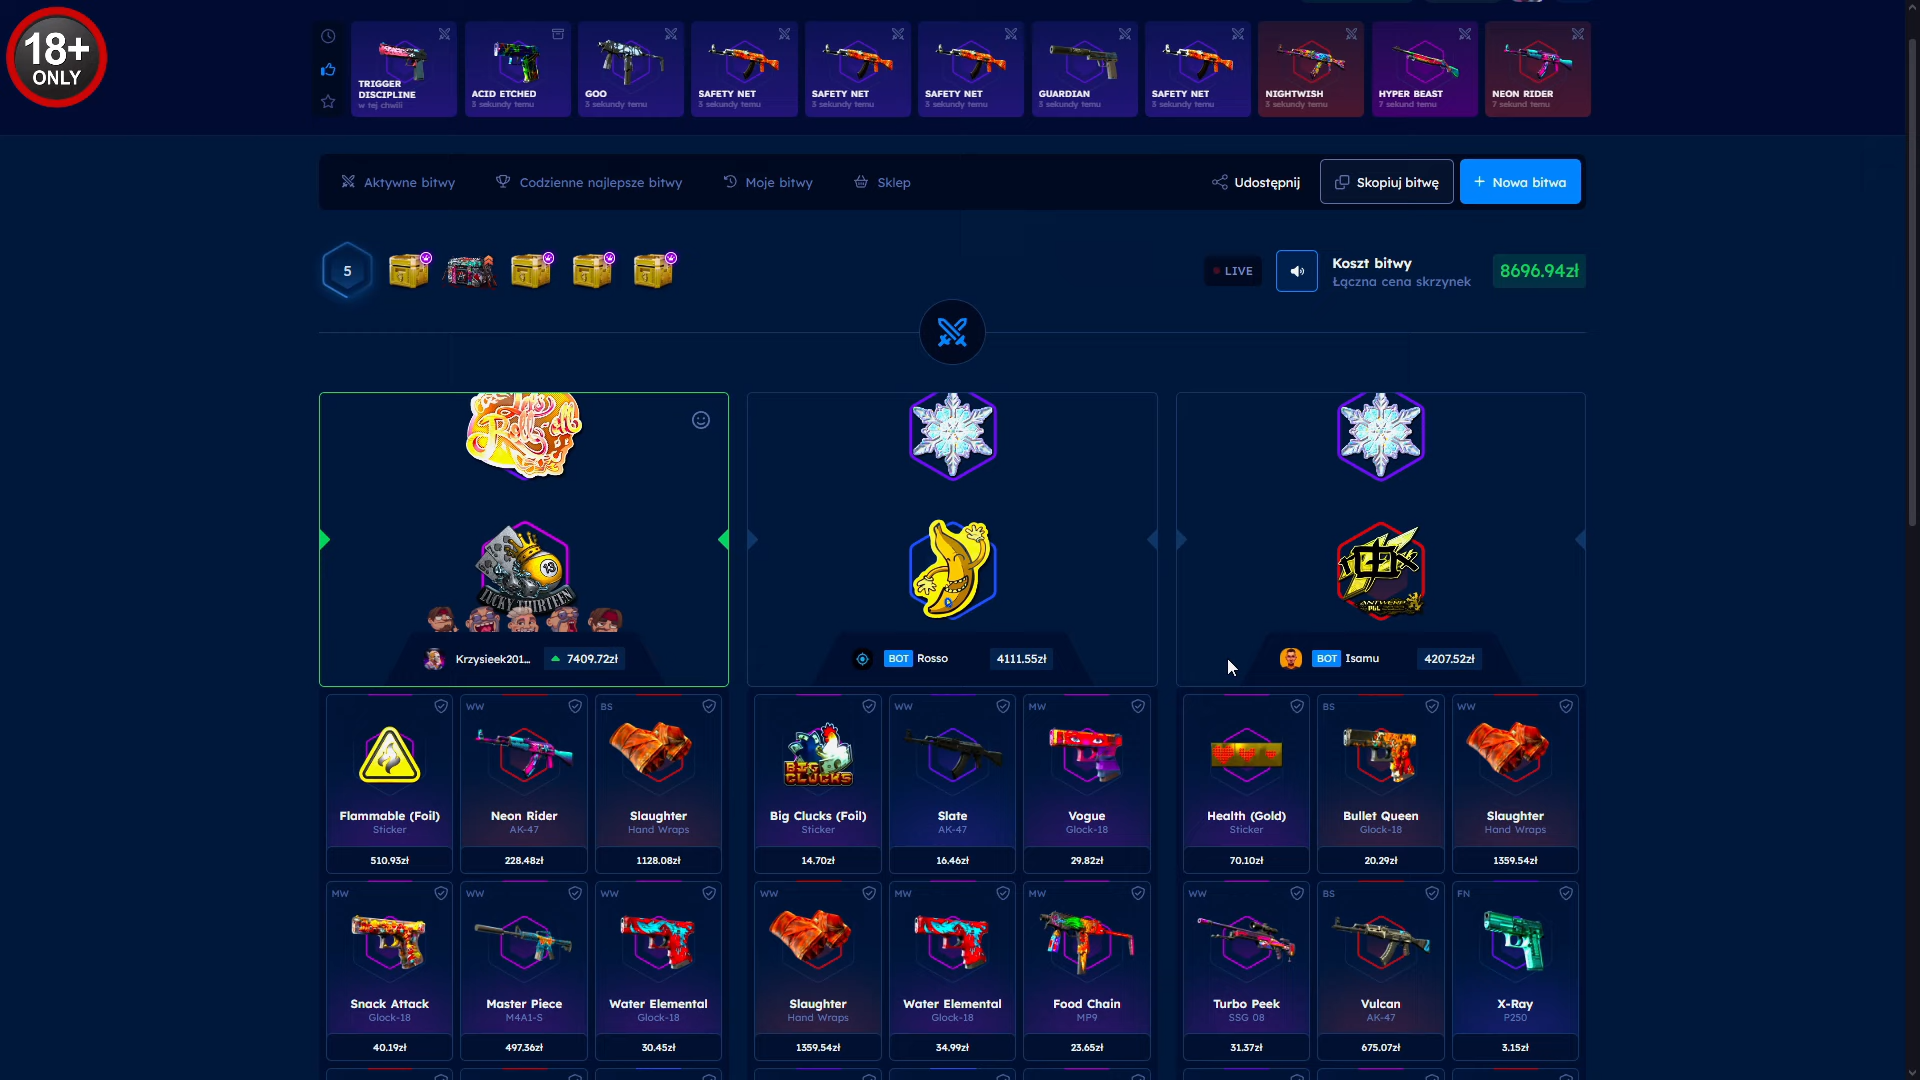 18+
ONLY
TRIGGER
DISCIPLINE
w tej chwili
ACID ETCHED
3 sekundy temu
GOO
3 sekundy temu
SAFETY NET
3 sekundy temu
SAFETY NET
3 sekundy temu
SAFETY NET
3 sekundy temu
GUARDIAN
3 sekundy temu
SAFETY NET
3 sekundy temu
NIGHTWISH
3 sekundy temu
HYPER BEAST
7 sekund temu
NEON RIDER
7 sekund temu
Aktywne bitwy
Codzienne najlepsze bitwy
Moje bitwy
Sklep
Udostępnij
Skopiuj bitwę
+ Nowa bitwa
5
LIVE
Koszt bitwy
Łączna cena skrzynek
8696.94zł
LUCKY THIRTEEN
13
ANTWERP
PGL
Krzysieek201...
7409.72zł
BOT Rosso
4111.55zł
BOT Isamu
4207.52zł
Flammable (Foil)
Sticker
510.93zł
WW
Neon Rider
AK-47
228.48zł
BS
Slaughter
Hand Wraps
1128.08zł
BIG CLUCKS
Big Clucks (Foil)
Sticker
14.70zł
WW
Slate
AK-47
16.46zł
MW
Vogue
Glock-18
29.82zł
Health (Gold)
Sticker
70.10zł
BS
Bullet Queen
Glock-18
20.29zł
WW
Slaughter
Hand Wraps
1359.54zł
MW
Snack Attack
Glock-18
40.19zł
WW
Master Piece
M4A1-S
497.36zł
WW
Water Elemental
Glock-18
30.45zł
WW
Slaughter
Hand Wraps
1359.54zł
MW
Water Elemental
Glock-18
34.99zł
MW
Food Chain
MP9
23.65zł
WW
Turbo Peek
SSG 08
31.37zł
BS
Vulcan
AK-47
675.07zł
FN
X-Ray
P250
3.15zł